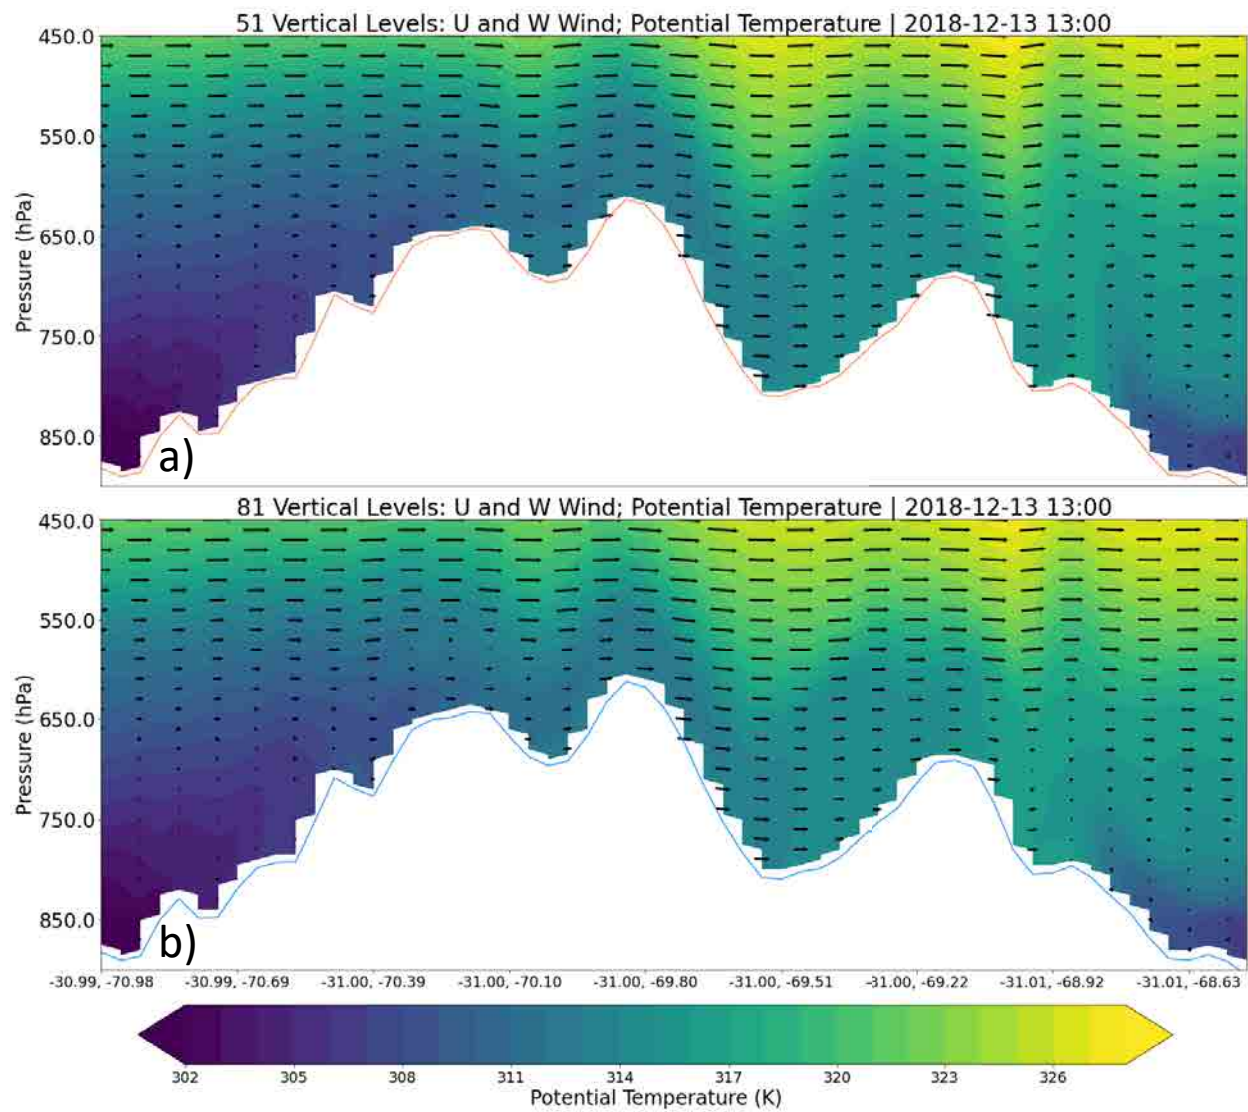 51 Vertical Levels: U and W Wind; Potential Temperature | 2018-12-13 13:00
450.0
550.0
650.0
750.0
850.0
Pressure (hPa)
a)
81 Vertical Levels: U and W Wind; Potential Temperature | 2018-12-13 13:00
450.0
550.0
650.0
750.0
850.0
Pressure (hPa)
b)
-30.99, -70.98 -30.99, -70.69 -31.00, -70.39 -31.00, -70.10 -31.00, -69.80 -31.00, -69.51 -31.00, -69.22 -31.01, -68.92 -31.01, -68.63
302 305 308 311 314 317 320 323 326
Potential Temperature (K)